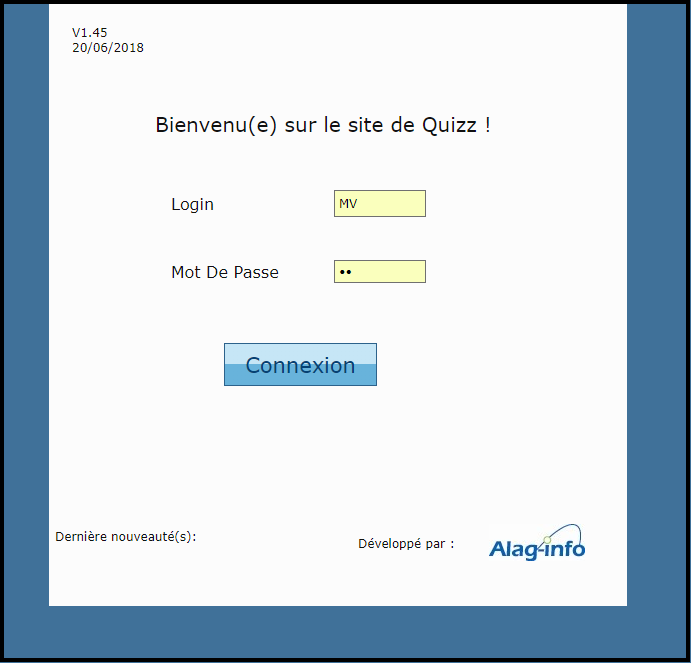 V1.45
20/06/2018
Bienvenu(e) sur le site de Quizz !
Login
MV
Mot De Passe
••
Connexion
Dernière nouveauté(s):
Développé par :
Alag-info